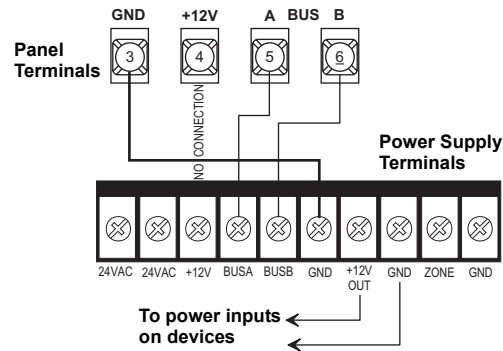 GND +12V A BUS B
Panel
Terminals
3 4 5 6
NO CONNECTION
Power Supply
Terminals
24VAC 24VAC +12V BUSA BUSB GND +12V OUT GND ZONE GND
To power inputs
on devices